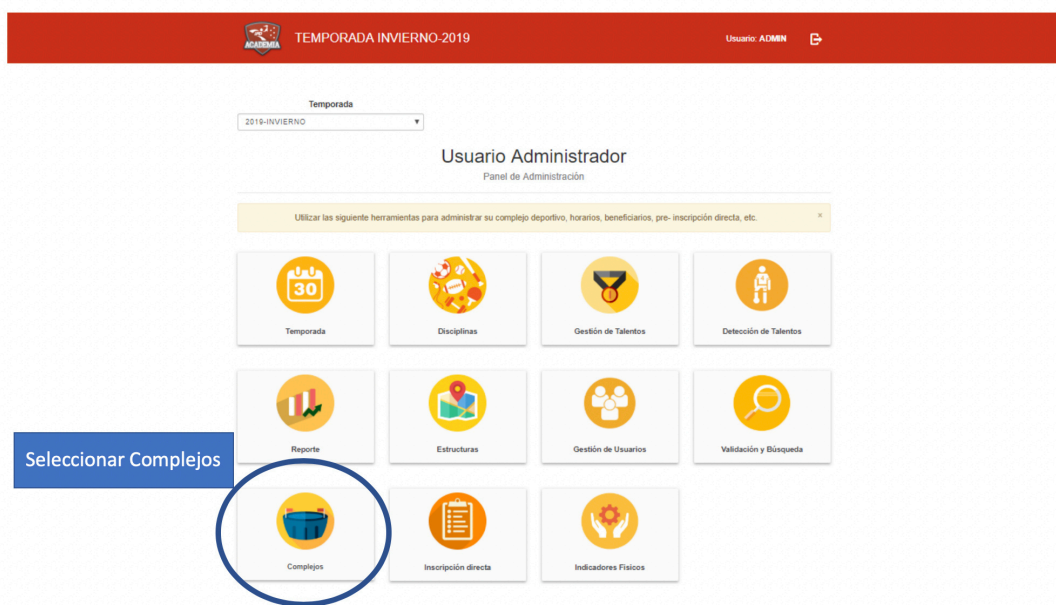 ACADEMIA
TEMPORADA INVIERNO-2019
Usuario: ADMIN
Temporada
2019-INVIERNO
Usuario Administrador
Panel de Administración
Utilizar las siguiente herramientas para administrar su complejo deportivo, horarios, beneficiarios, pre- inscripción directa, etc.
×
30
Temporada
Disciplinas
Gestión de Talentos
Detección de Talentos
Reporte
Estructuras
Gestión de Usuarios
Validación y Búsqueda
Seleccionar Complejos
Complejos
Inscripción directa
Indicadores Fisicos